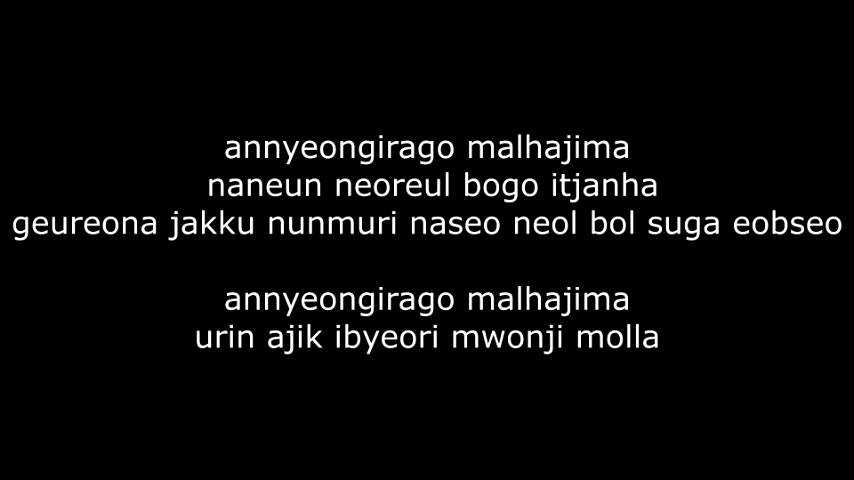 annyeongirago malhajima
naneun neoreul bogo itjanha
geureona jakku nunmuri naseo neol bol suga eobseo
annyeongirago malhajima
urin ajik ibyeori mwonji molla